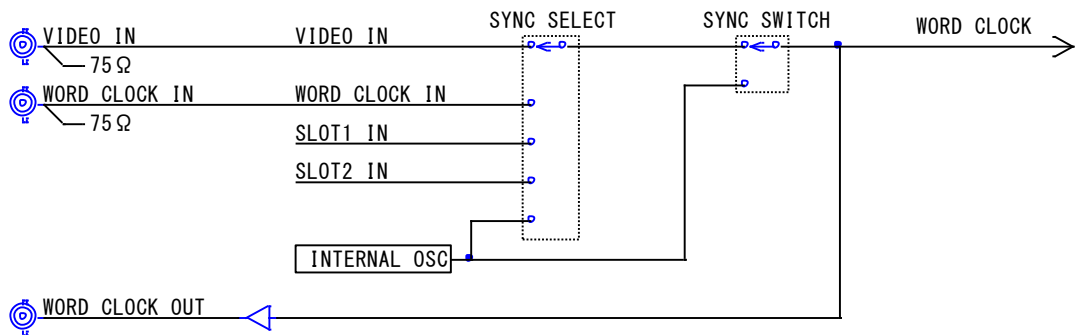 SYNC SELECT
SYNC SWITCH
WORD CLOCK
VIDEO IN
VIDEO IN
75Ω
WORD CLOCK IN
WORD CLOCK IN
75Ω
SLOT1 IN
SLOT2 IN
INTERNAL OSC
WORD CLOCK OUT